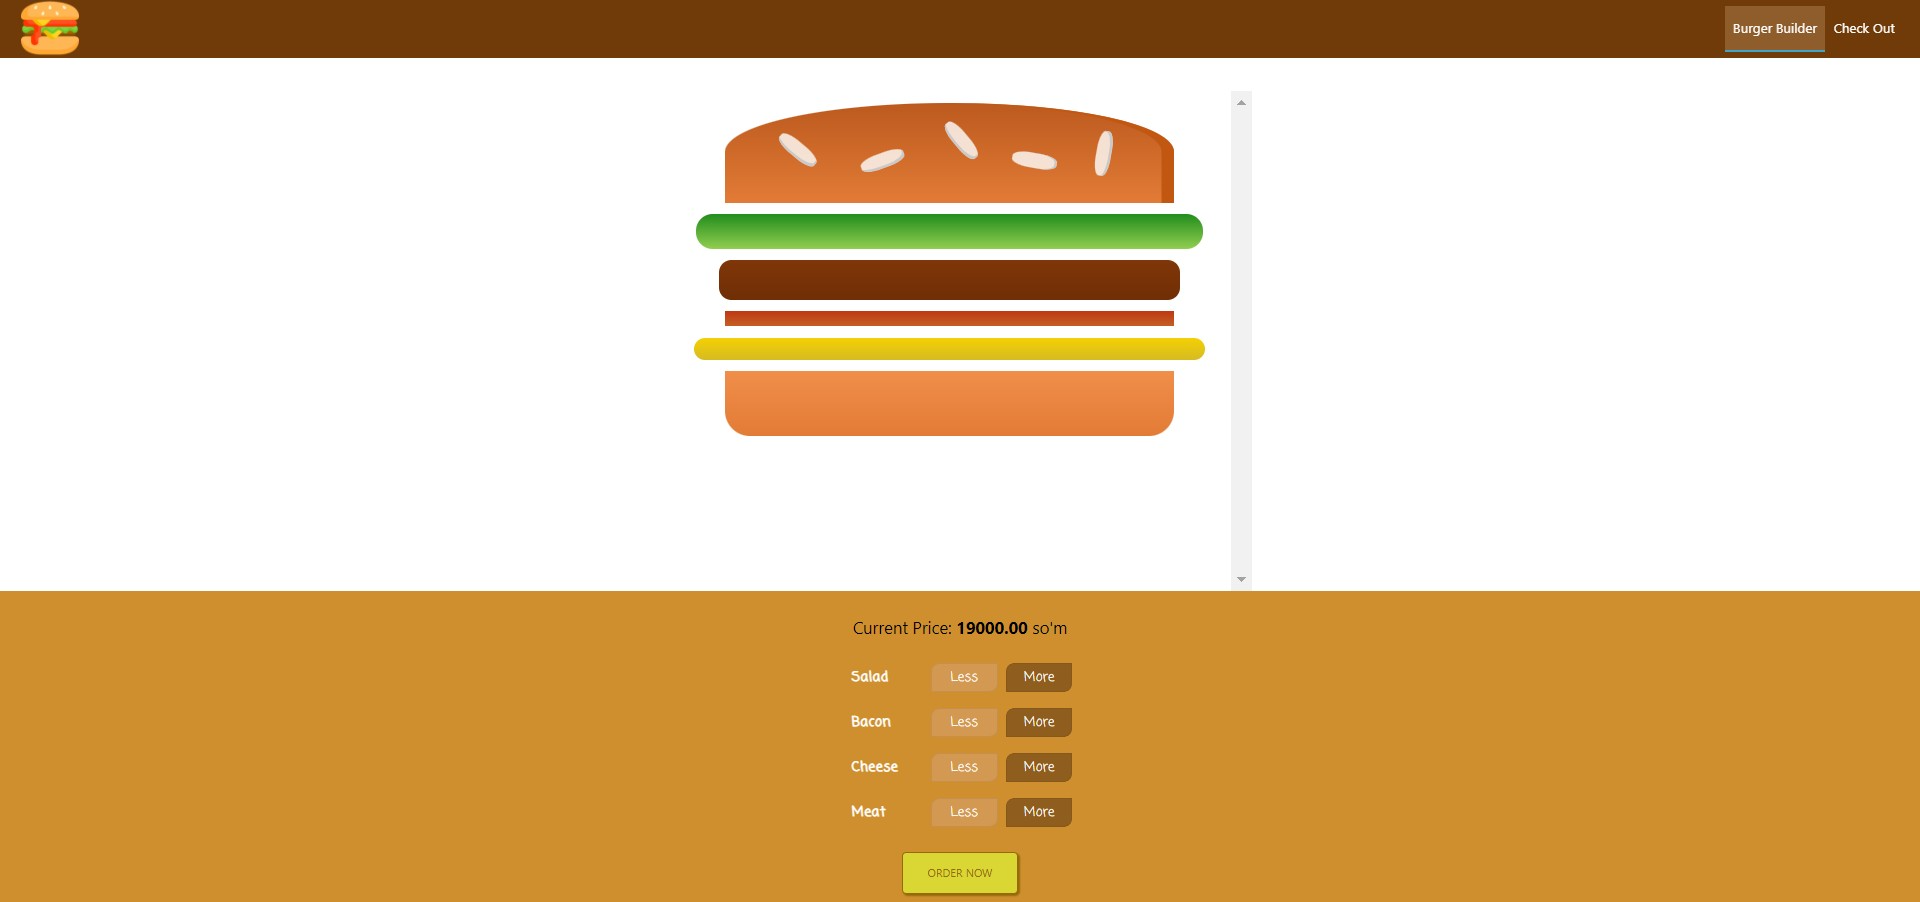 Burger Builder Check Out
Current Price: 19000.00 so'm
Salad Less More
Bacon Less More
Cheese Less More
Meat Less More
ORDER NOW